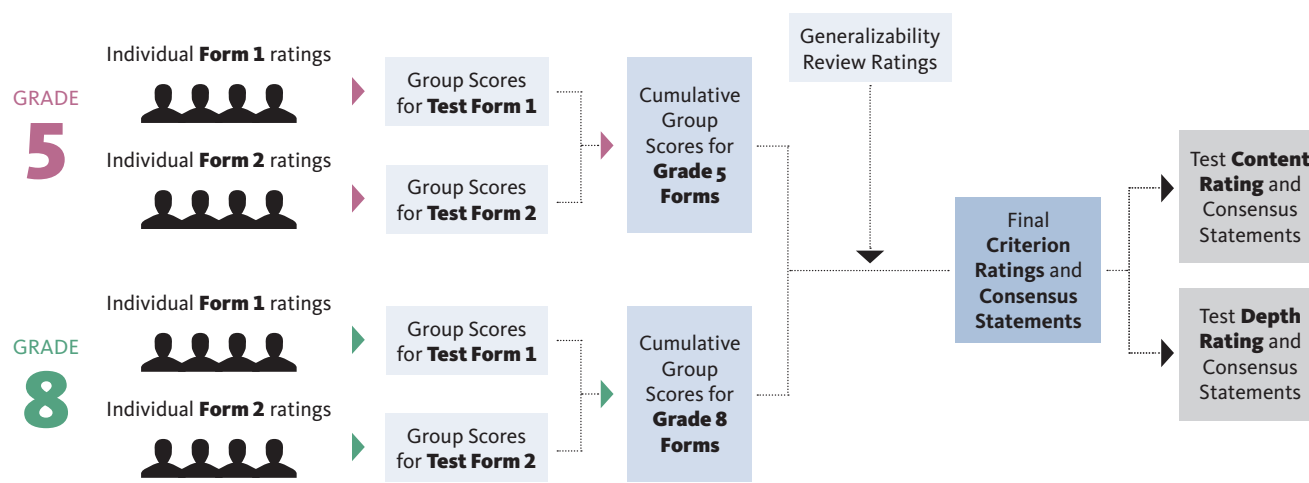 GRADE
5
Individual Form 1 ratings
Individual Form 2 ratings
Group Scores
for Test Form 1
Group Scores
for Test Form 2
Cumulative
Group
Scores for
Grade 5
Forms
Generalizability
Review Ratings
GRADE
8
Individual Form 1 ratings
Individual Form 2 ratings
Group Scores
for Test Form 1
Group Scores
for Test Form 2
Cumulative
Group
Scores for
Grade 8
Forms
Final
Criterion
Ratings and
Consensus
Statements
Test Content
Rating and
Consensus
Statements
Test Depth
Rating and
Consensus
Statements